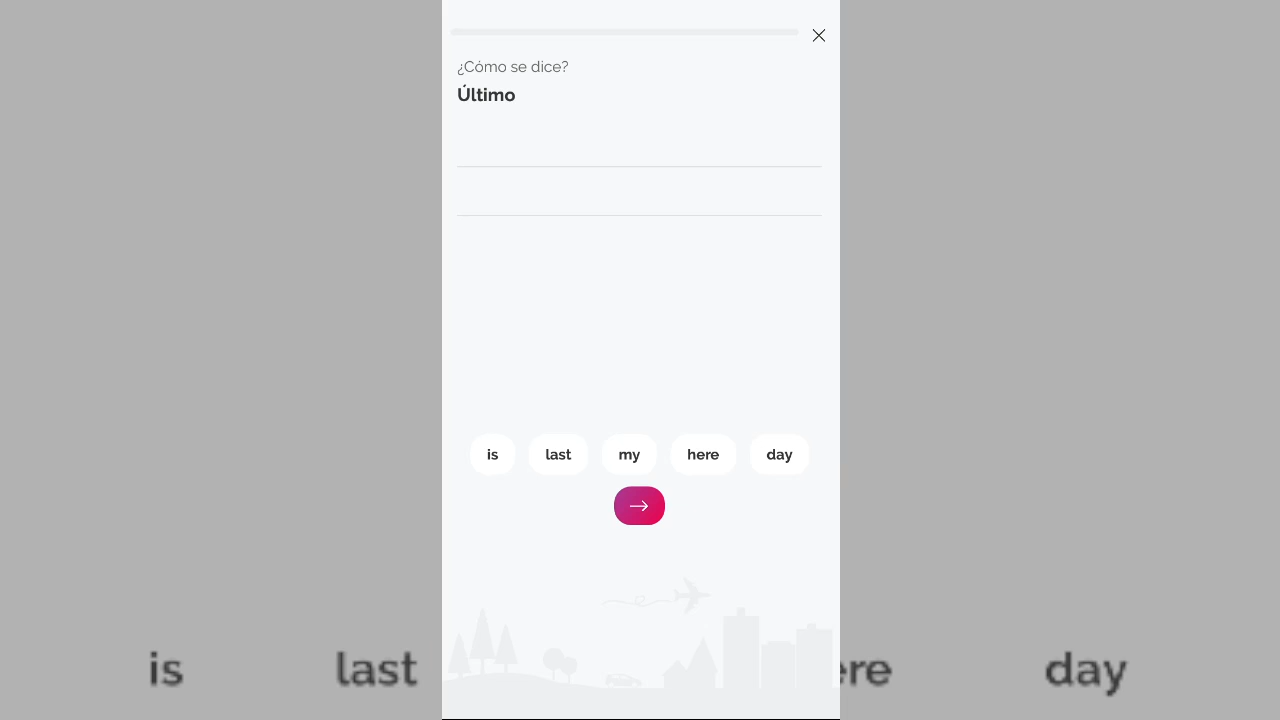 ¿Cómo se dice?
Último
is last my here day
is last ere day